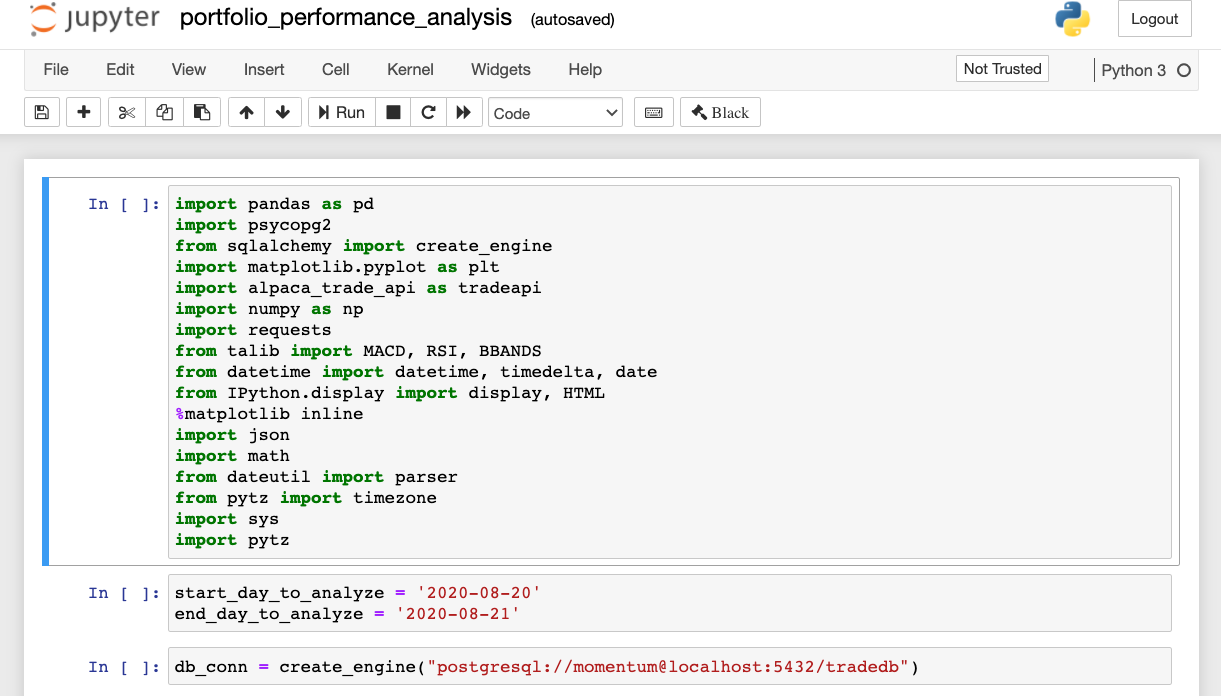 jupyter portfolio_performance_analysis (autosaved) Logout
File Edit View Insert Cell Kernel Widgets Help Not Trusted Python 3
Run Code Black
In [ ]: import pandas as pd
import psycopg2
from sqlalchemy import create_engine
import matplotlib.pyplot as plt
import alpaca_trade_api as tradeapi
import numpy as np
import requests
from talib import MACD, RSI, BBANDS
from datetime import datetime, timedelta, date
from IPython.display import display, HTML
%matplotlib inline
import json
import math
from dateutil import parser
from pytz import timezone
import sys
import pytz
In [ ]: start_day_to_analyze = '2020-08-20'
end_day_to_analyze = '2020-08-21'
In [ ]: db_conn = create_engine("postgresql://momentum@localhost:5432/tradedb")